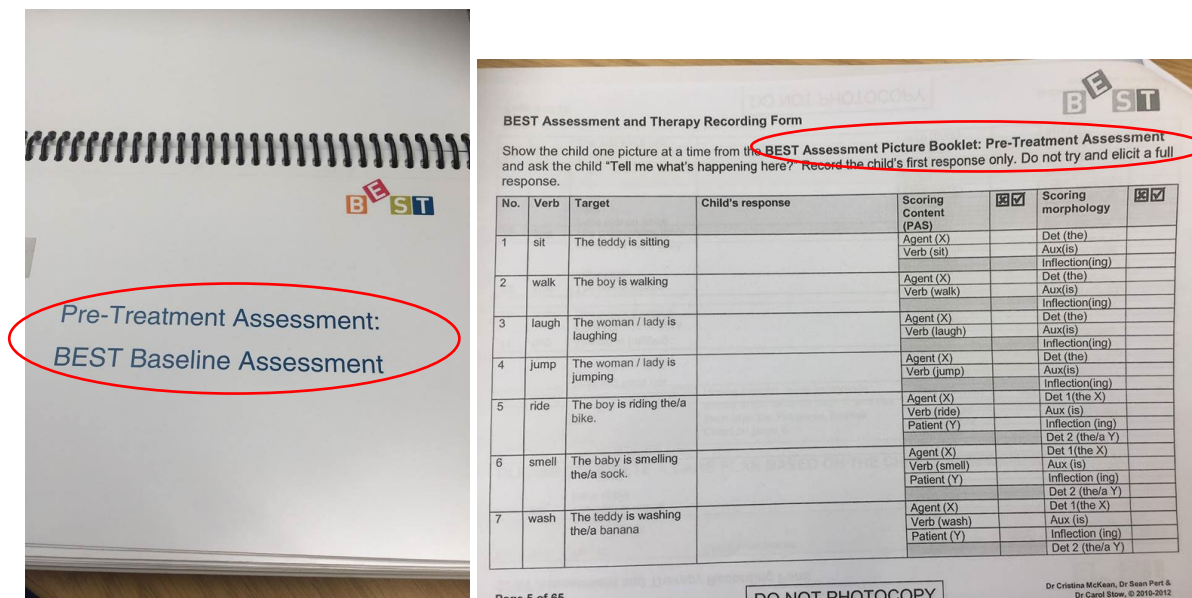 BEST
Pre-Treatment Assessment:
BEST Baseline Assessment
DO NOT PHOTOCOPY
BEST
BEST Assessment and Therapy Recording Form
Show the child one picture at a time from the BEST Assessment Picture Booklet: Pre-Treatment Assessment
and ask the child “Tell me what's happening here?” Record the child's first response only. Do not try and elicit a full
response.
No. Verb Target Child's response Scoring Content (PAS) Scoring morphology
1 sit The teddy is sitting Agent (X) Det (the)
Verb (sit) Aux(is)
Inflection(ing)
2 walk The boy is walking Agent (X) Det (the)
Verb (walk) Aux(is)
Inflection(ing)
3 laugh The woman / lady is Agent (X) Det (the)
laughing Verb (laugh) Aux(is)
Inflection(ing)
4 jump The woman / lady is Agent (X) Det (the)
jumping Verb (jump) Aux(is)
Inflection(ing)
5 ride The boy is riding the/a Agent (X) Det 1(the X)
bike. Verb (ride) Aux (is)
Patient (Y) Inflection (ing)
Det 2 (the/a Y)
6 smell The baby is smelling Agent (X) Det 1(the X)
the/a sock. Verb (smell) Aux (is)
Patient (Y) Inflection (ing)
Det 2 (the/a Y)
7 wash The teddy is washing Agent (X) Det 1(the X)
the/a banana Verb (wash) Aux (is)
Patient (Y) Inflection (ing)
Det 2 (the/a Y)
Page 5 of 65
DO NOT PHOTOCOPY
Dr Cristina McKean, Dr Sean Pert &
Dr Carol Stow, © 2010-2012